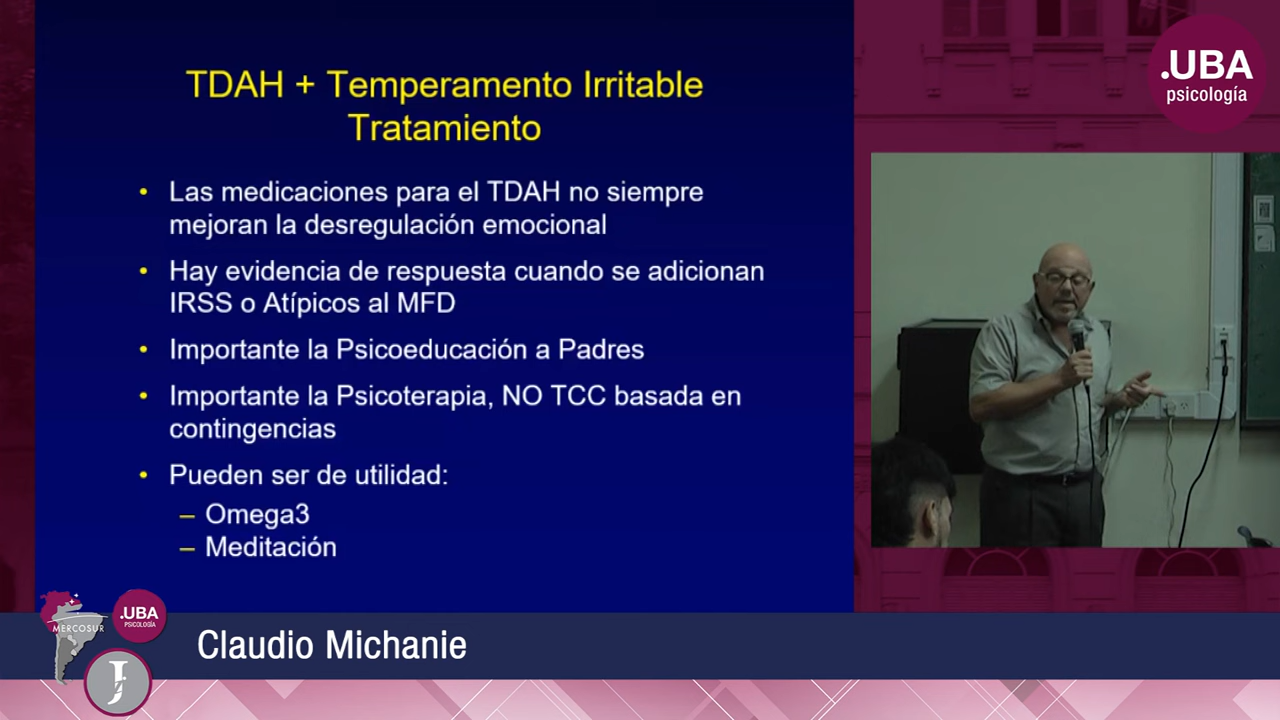 TDAH + Temperamento Irritable
Tratamiento
• Las medicaciones para el TDAH no siempre
mejoran la desregulación emocional
• Hay evidencia de respuesta cuando se adicionan
IRSS o Atípicos al MFD
• Importante la Psicoeducación a Padres
• Importante la Psicoterapia, NO TCC basada en
contingencias
• Pueden ser de utilidad:
– Omega3
– Meditación
.UBA
psicología
MERCOSUR
.UBA
PSICOLOGÍA
J
Claudio Michanie